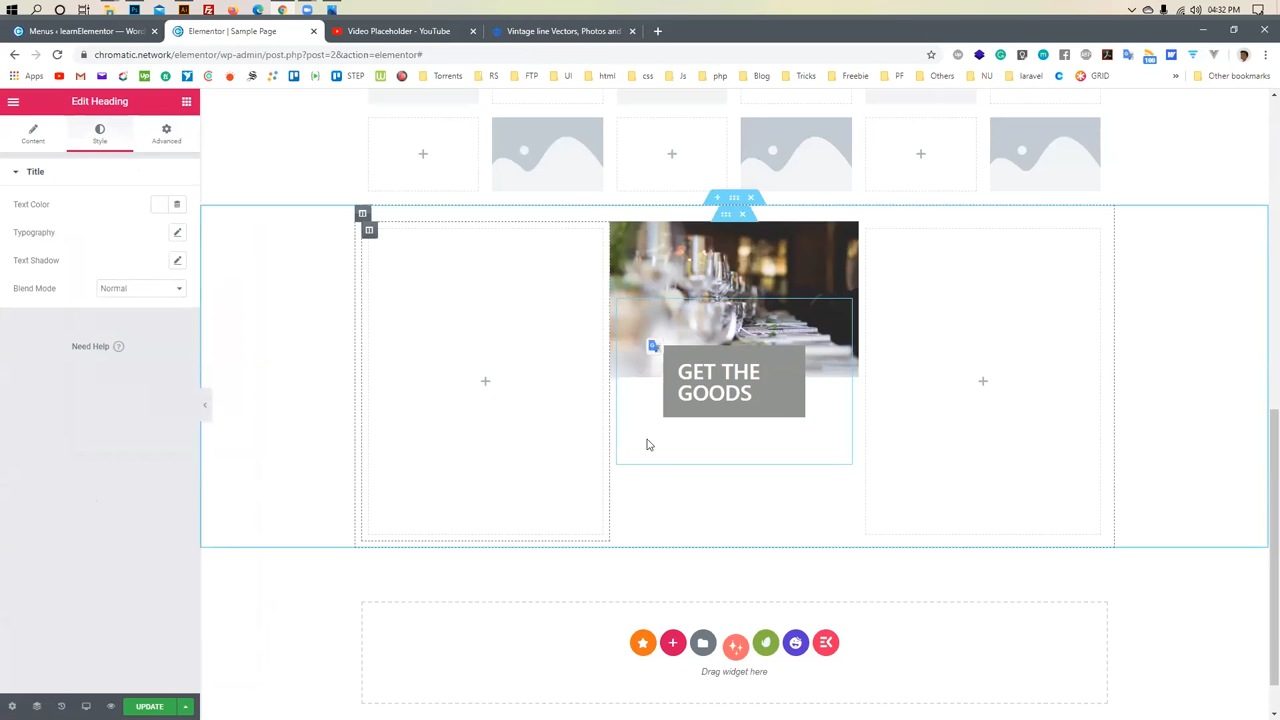 04:32 PM
Menus ‹ learnElementor — Word
Elementor | Sample Page
Video Placeholder - YouTube
Vintage line Vectors, Photos and
chromatic.network/elementor/wp-admin/post.php?post=2&action=elementor#
Apps
STEP
Torrents
RS
FTP
UI
html
css
Js
php
Blog
Tricks
Freebie
PF
Others
NU
laravel
GRID
Other bookmarks
Edit Heading
Content
Style
Advanced
Title
Text Color
Typography
Text Shadow
Blend Mode
Normal
Need Help
GET THE
GOODS
Drag widget here
UPDATE